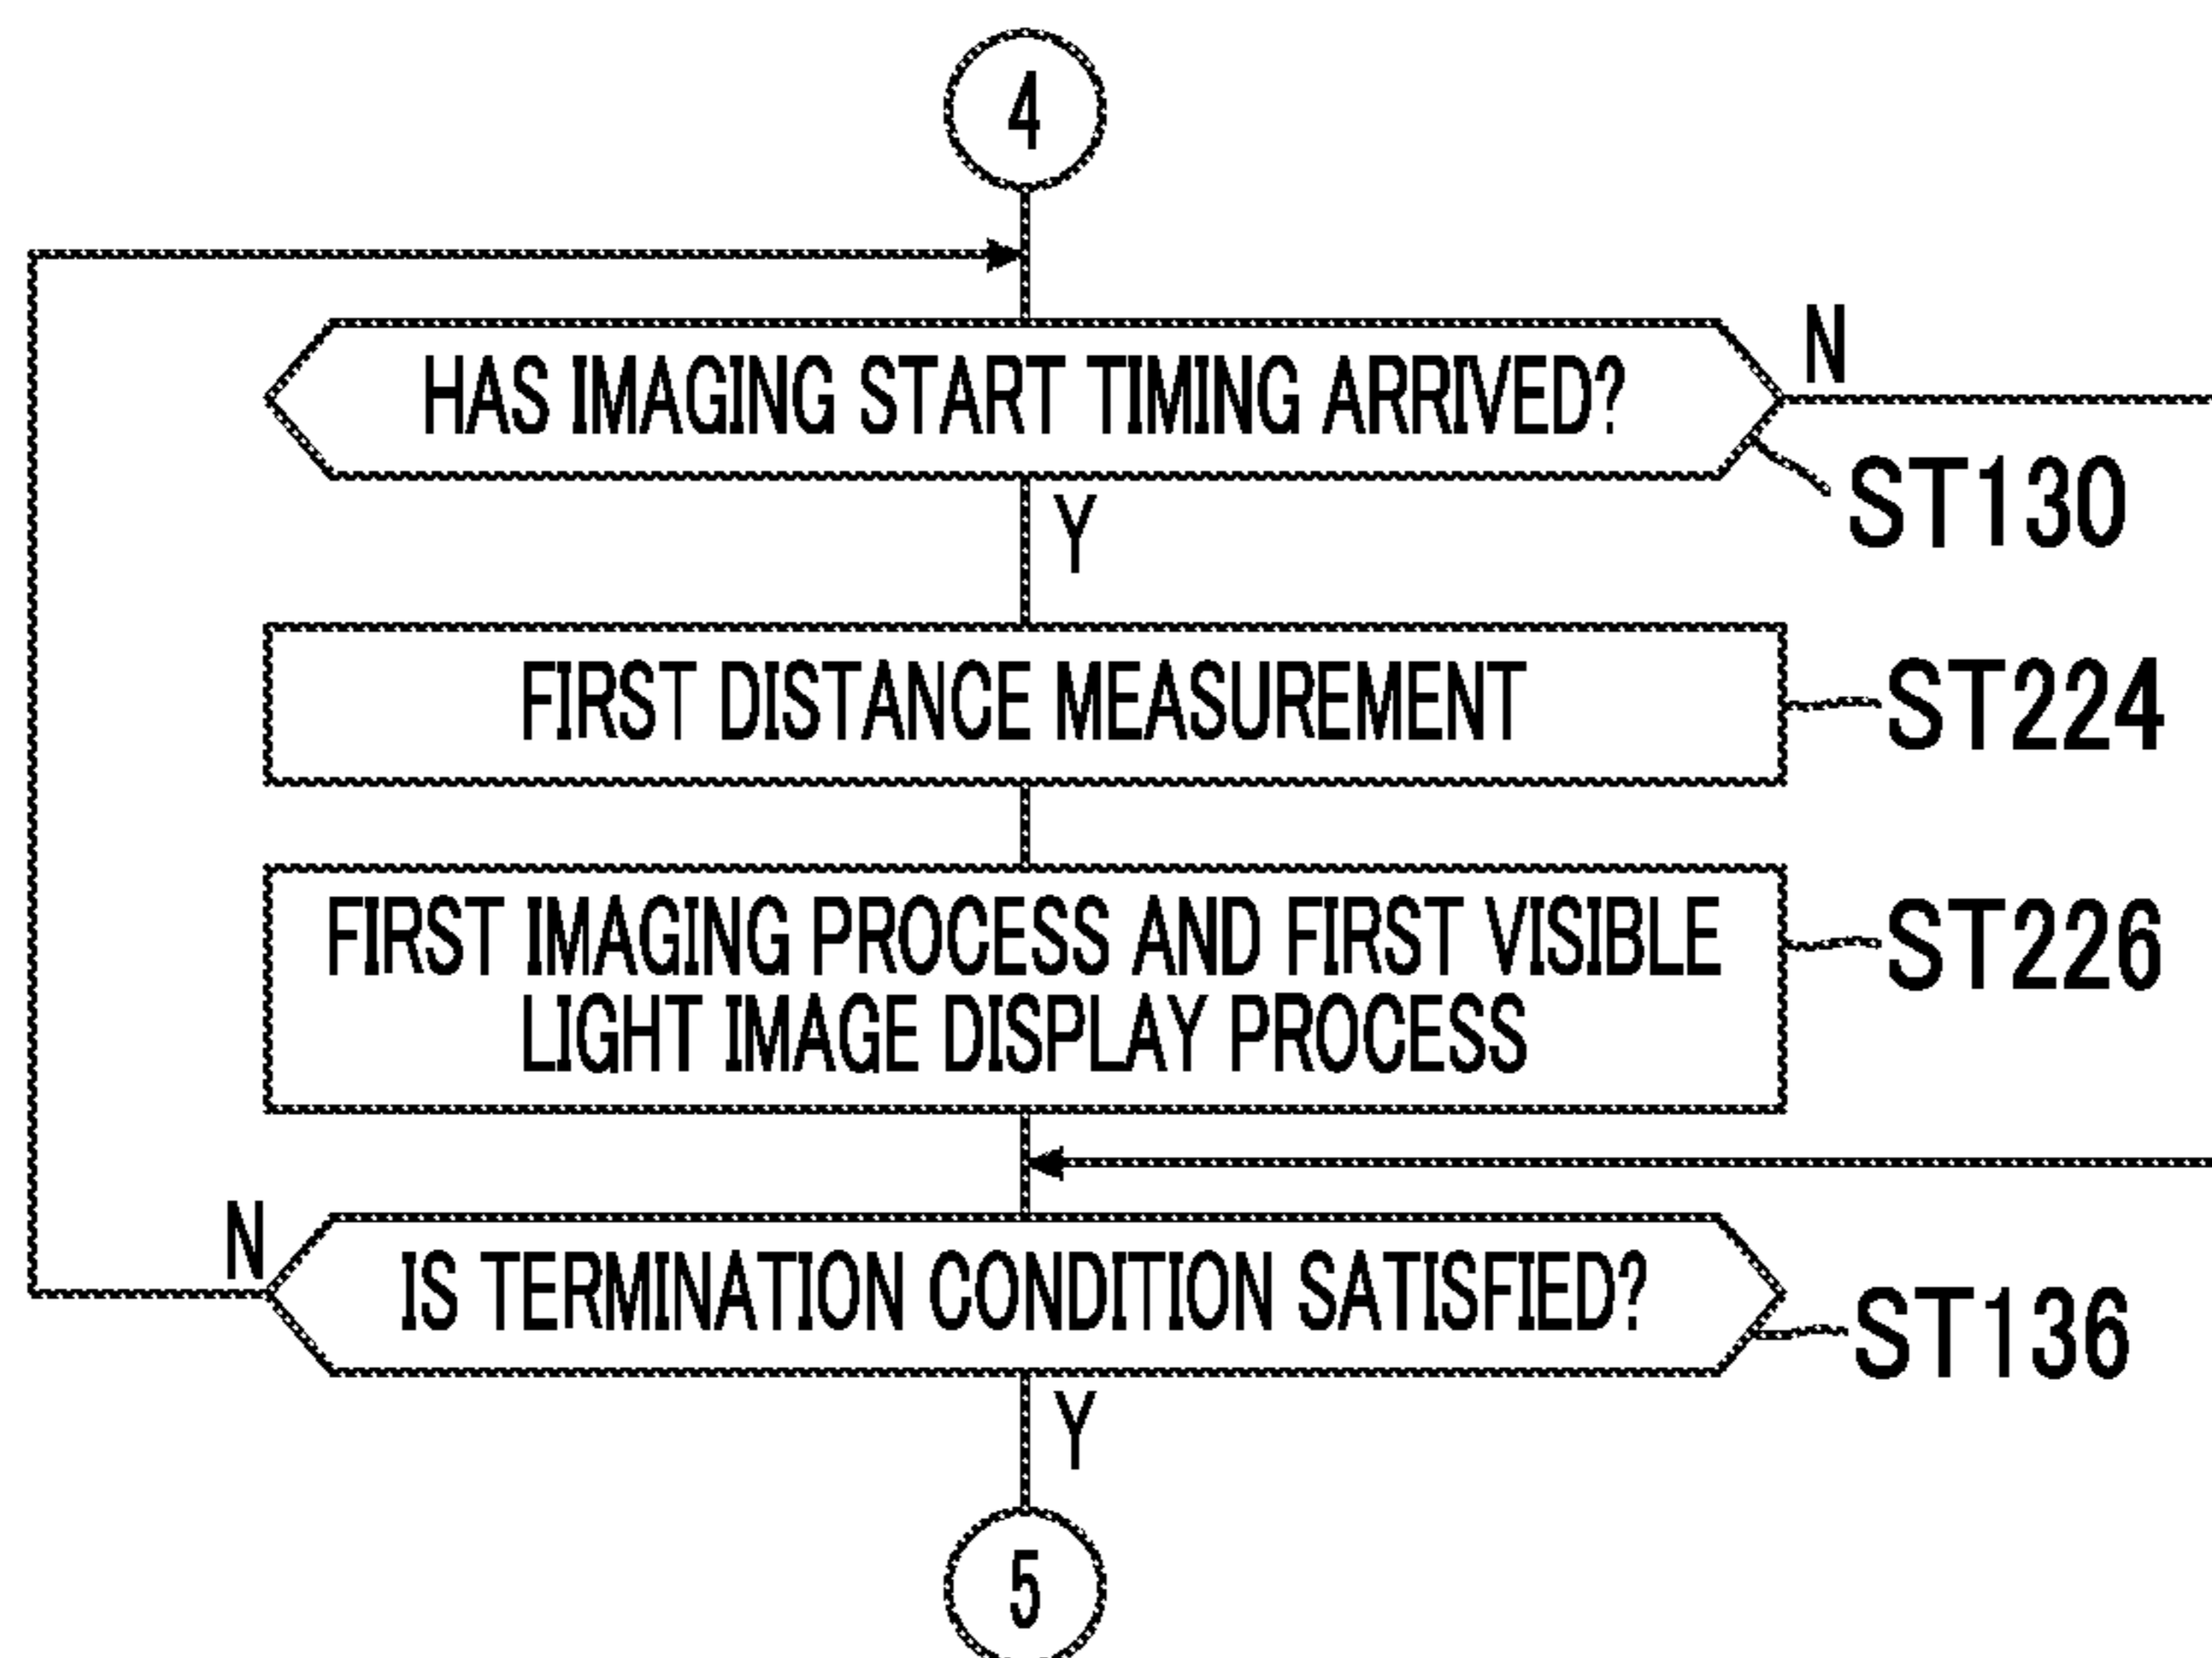 4
HAS IMAGING START TIMING ARRIVED?
N
ST130
Y
FIRST DISTANCE MEASUREMENT
ST224
FIRST IMAGING PROCESS AND FIRST VISIBLE
LIGHT IMAGE DISPLAY PROCESS
ST226
N
IS TERMINATION CONDITION SATISFIED?
ST136
Y
5